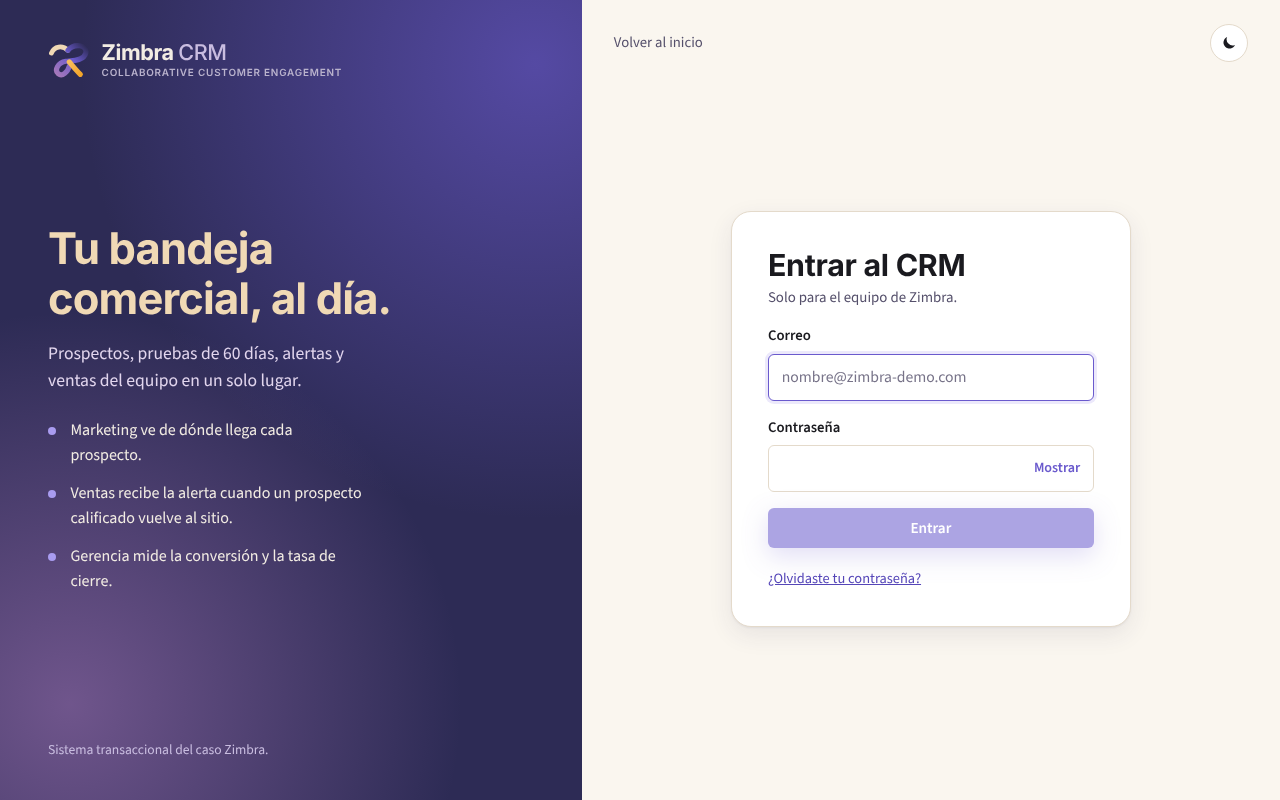 Zimbra CRM
COLLABORATIVE CUSTOMER ENGAGEMENT
Tu bandeja
comercial, al día.
Prospectos, pruebas de 60 días, alertas y
ventas del equipo en un solo lugar.
Marketing ve de dónde llega cada
prospecto.
Ventas recibe la alerta cuando un prospecto
calificado vuelve al sitio.
Gerencia mide la conversión y la tasa de
cierre.
Sistema transaccional del caso Zimbra.
Volver al inicio
Entrar al CRM
Solo para el equipo de Zimbra.
Correo
nombre@zimbra-demo.com
Contraseña
Mostrar
Entrar
¿Olvidaste tu contraseña?